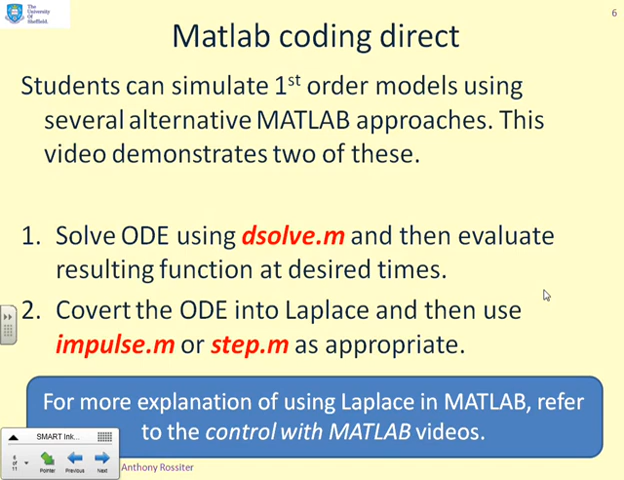 The
University
Of
Sheffield.
6
Matlab coding direct
Students can simulate 1st order models using
several alternative MATLAB approaches. This
video demonstrates two of these.
1. Solve ODE using dsolve.m and then evaluate
resulting function at desired times.
2. Covert the ODE into Laplace and then use
impulse.m or step.m as appropriate.
For more explanation of using Laplace in MATLAB, refer
to the control with MATLAB videos.
SMART Ink...
6
of
11
Pointer Previous Next
Anthony Rossiter